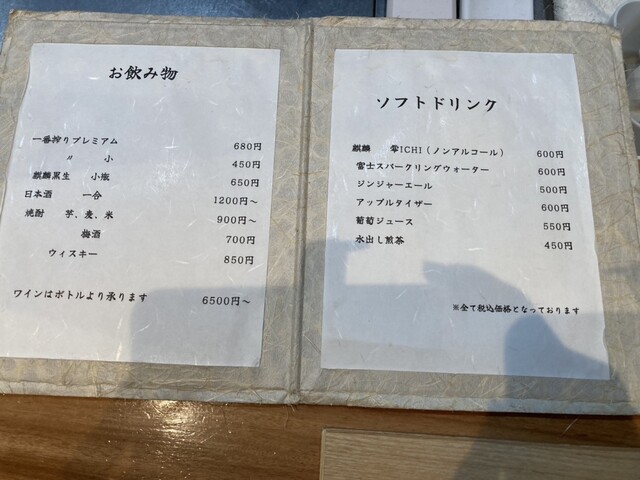 お飲み物
一番搾りプレミアム 680円
〃 小 450円
麒麟黒生 小瓶 650円
日本酒 一合 1200円～
焼酎 芋、麦、米 900円～
梅酒 700円
ウィスキー 850円
ワインはボトルより承ります 6500円～
ソフトドリンク
麒麟 零ICHI（ノンアルコール） 600円
富士スパークリングウォーター 600円
ジンジャーエール 500円
アップルタイザー 600円
葡萄ジュース 550円
水出し煎茶 450円
※全て税込価格となっております